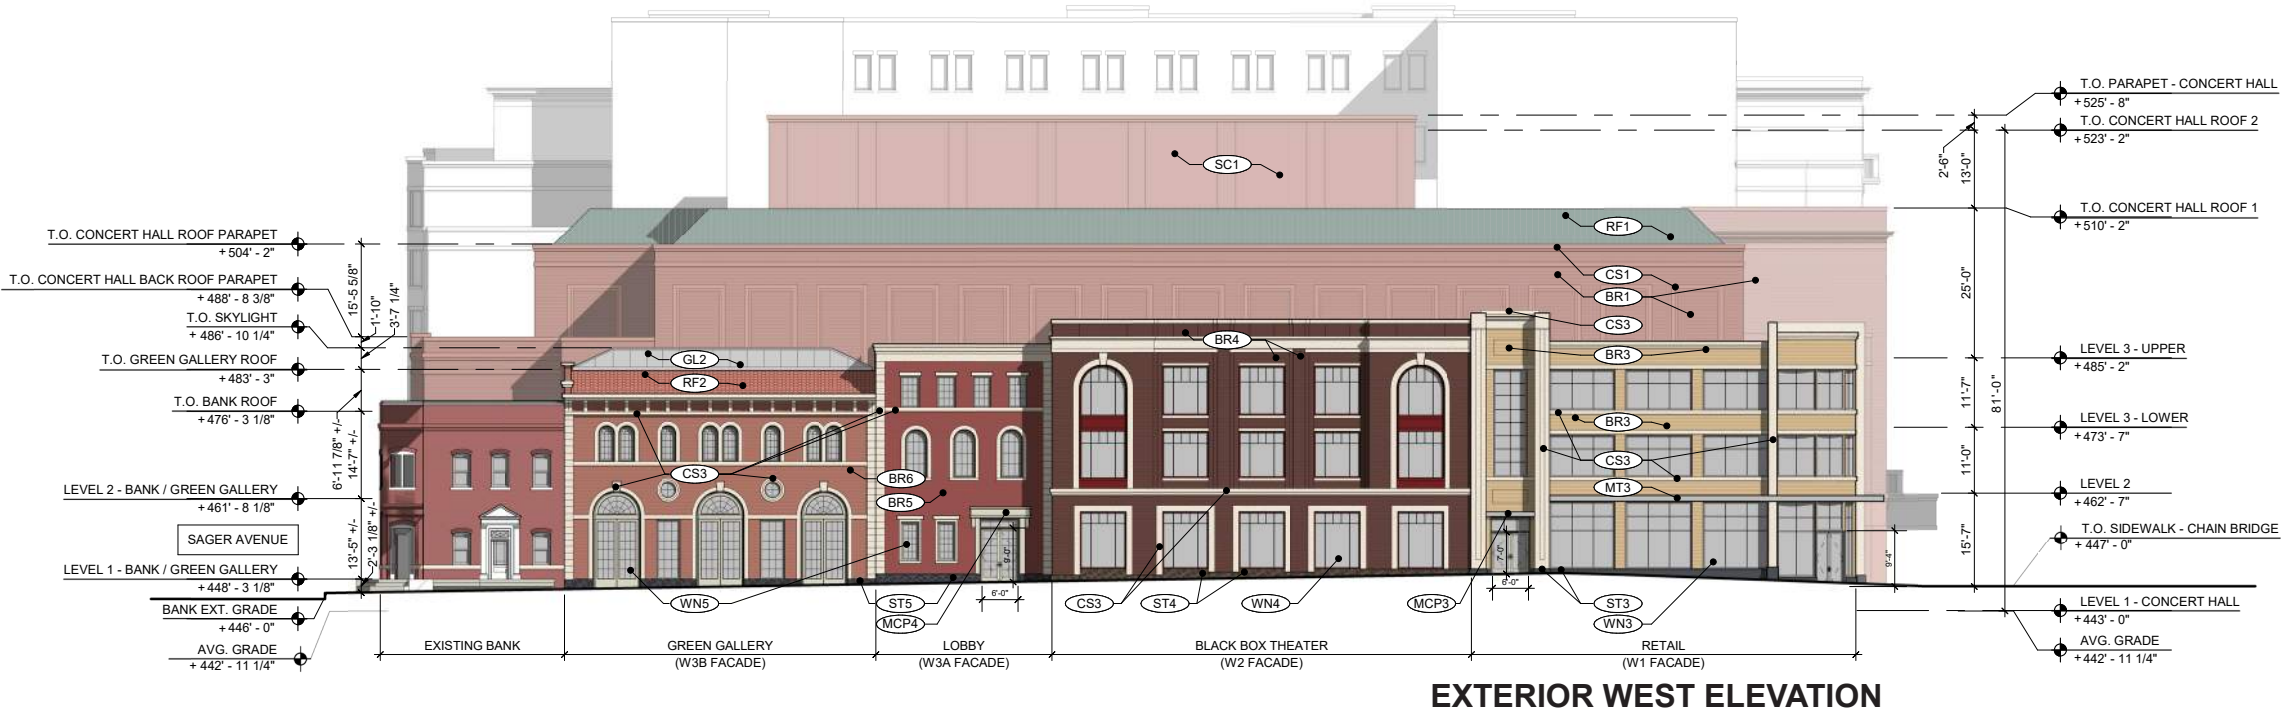 T.O. CONCERT HALL ROOF PARAPET
+504' - 2"
T.O. CONCERT HALL BACK ROOF PARAPET
+ 488' - 8 3/8"
T.O. SKYLIGHT
+ 486' - 10 1/4"
T.O. GREEN GALLERY ROOF
+483' - 3"
T.O. BANK ROOF
+476' - 3 1/8"
LEVEL 2 - BANK / GREEN GALLERY
+461' - 8 1/8"
SAGER AVENUE
LEVEL 1 - BANK / GREEN GALLERY
+448' - 3 1/8"
BANK EXT. GRADE
+446' - 0"
AVG. GRADE
+ 442' - 11 1/4"
15'-5 5/8"
1'-10"
3'-7 1/4"
6'-11 7/8" +/-
14'-7" +/-
13'-5" +/-
2'-3 1/8" +/-
SC1
RF1
CS1
BR1
CS3
BR3
BR4
GL2
RF2
CS3
BR6
BR5
BR3
CS3
MT3
WN5
ST5
MCP4
9'-0"
6'-0"
CS3
ST4
WN4
MCP3
7'-0"
6'-0"
ST3
WN3
9'-4"
EXISTING BANK
GREEN GALLERY
(W3B FACADE)
LOBBY
(W3A FACADE)
BLACK BOX THEATER
(W2 FACADE)
RETAIL
(W1 FACADE)
2'-6"
13'-0"
25'-0"
11'-7"
81'-0"
11'-0"
15'-7"
T.O. PARAPET - CONCERT HALL
+525' - 8"
T.O. CONCERT HALL ROOF 2
+523' - 2"
T.O. CONCERT HALL ROOF 1
+510' - 2"
LEVEL 3 - UPPER
+485' - 2"
LEVEL 3 - LOWER
+473' - 7"
LEVEL 2
+462' - 7"
T.O. SIDEWALK - CHAIN BRIDGE
+ 447' - 0"
LEVEL 1 - CONCERT HALL
+443' - 0"
AVG. GRADE
+442' - 11 1/4"
EXTERIOR WEST ELEVATION